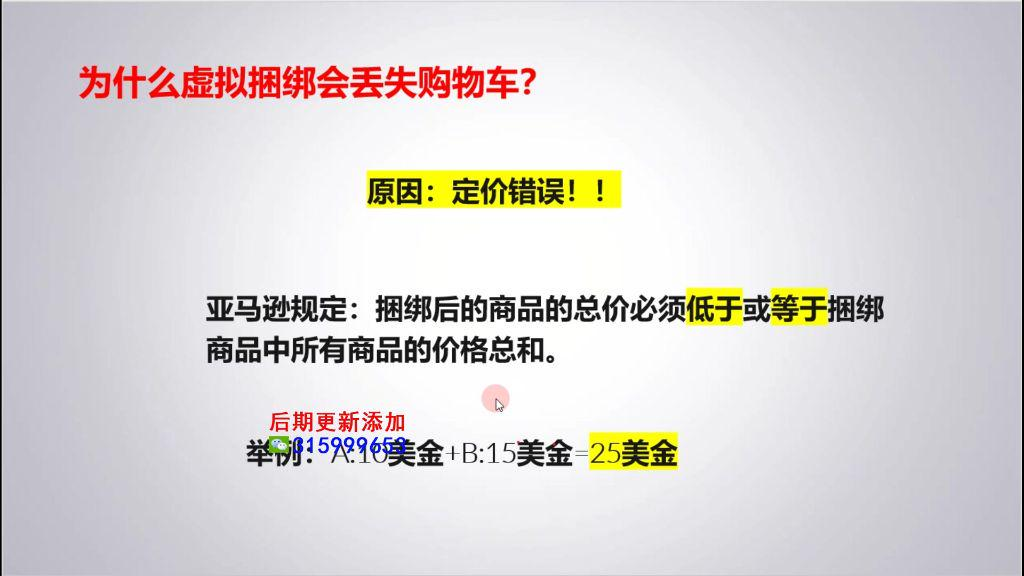 为什么虚拟捆绑会丢失购物车？
原因：定价错误！！
亚马逊规定：捆绑后的商品的总价必须低于或等于捆绑
商品中所有商品的价格总和。
后期更新添加
315999653
举例：A:10美金+B:15美金=25美金